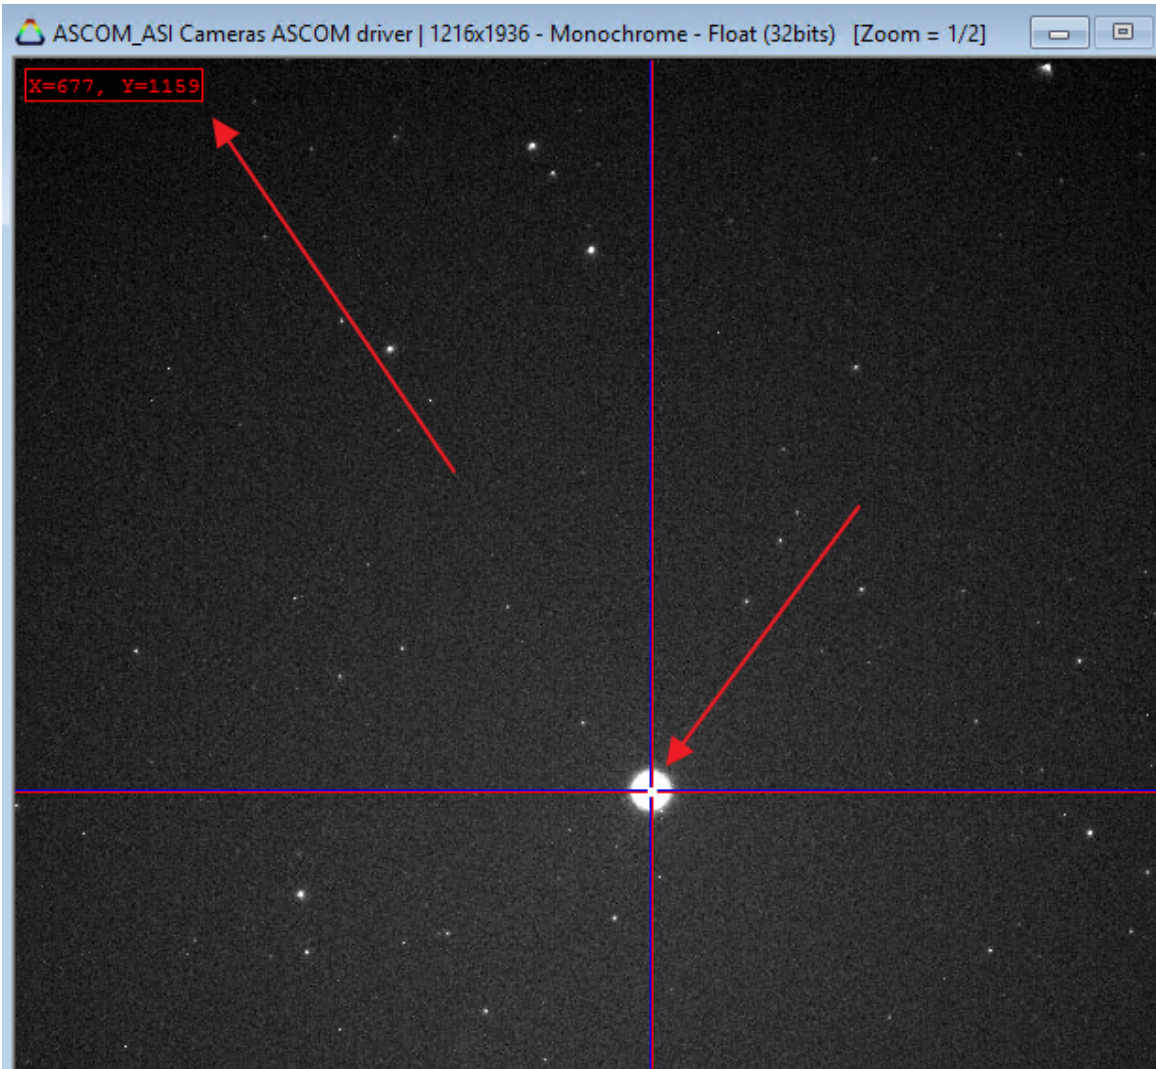 ASCOM_ASI Cameras ASCOM driver | 1216x1936 - Monochrome - Float (32bits) [Zoom = 1/2]
X=677, Y=1159